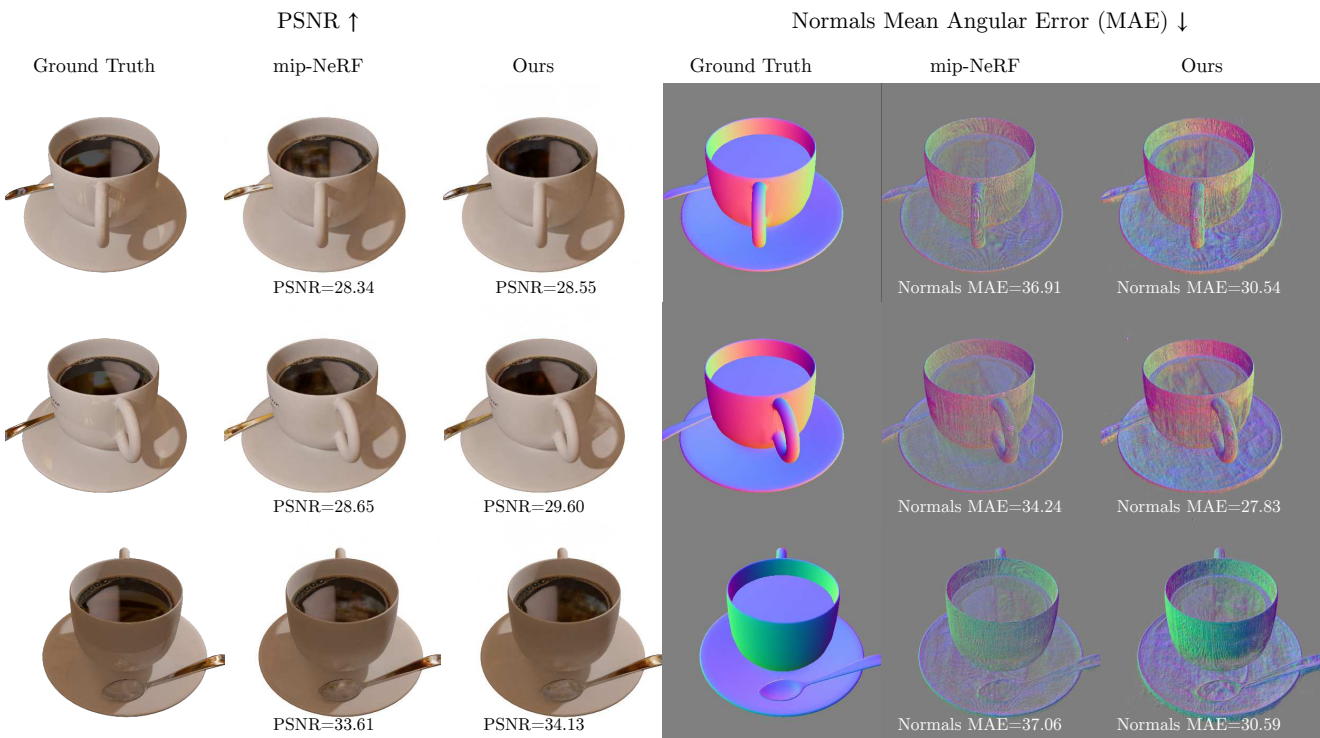 PSNR ↑
Normals Mean Angular Error (MAE) ↓
Ground Truth
mip-NeRF
Ours
Ground Truth
mip-NeRF
Ours
PSNR=28.34
PSNR=28.55
Normals MAE=36.91
Normals MAE=30.54
PSNR=28.65
PSNR=29.60
Normals MAE=34.24
Normals MAE=27.83
PSNR=33.61
PSNR=34.13
Normals MAE=37.06
Normals MAE=30.59